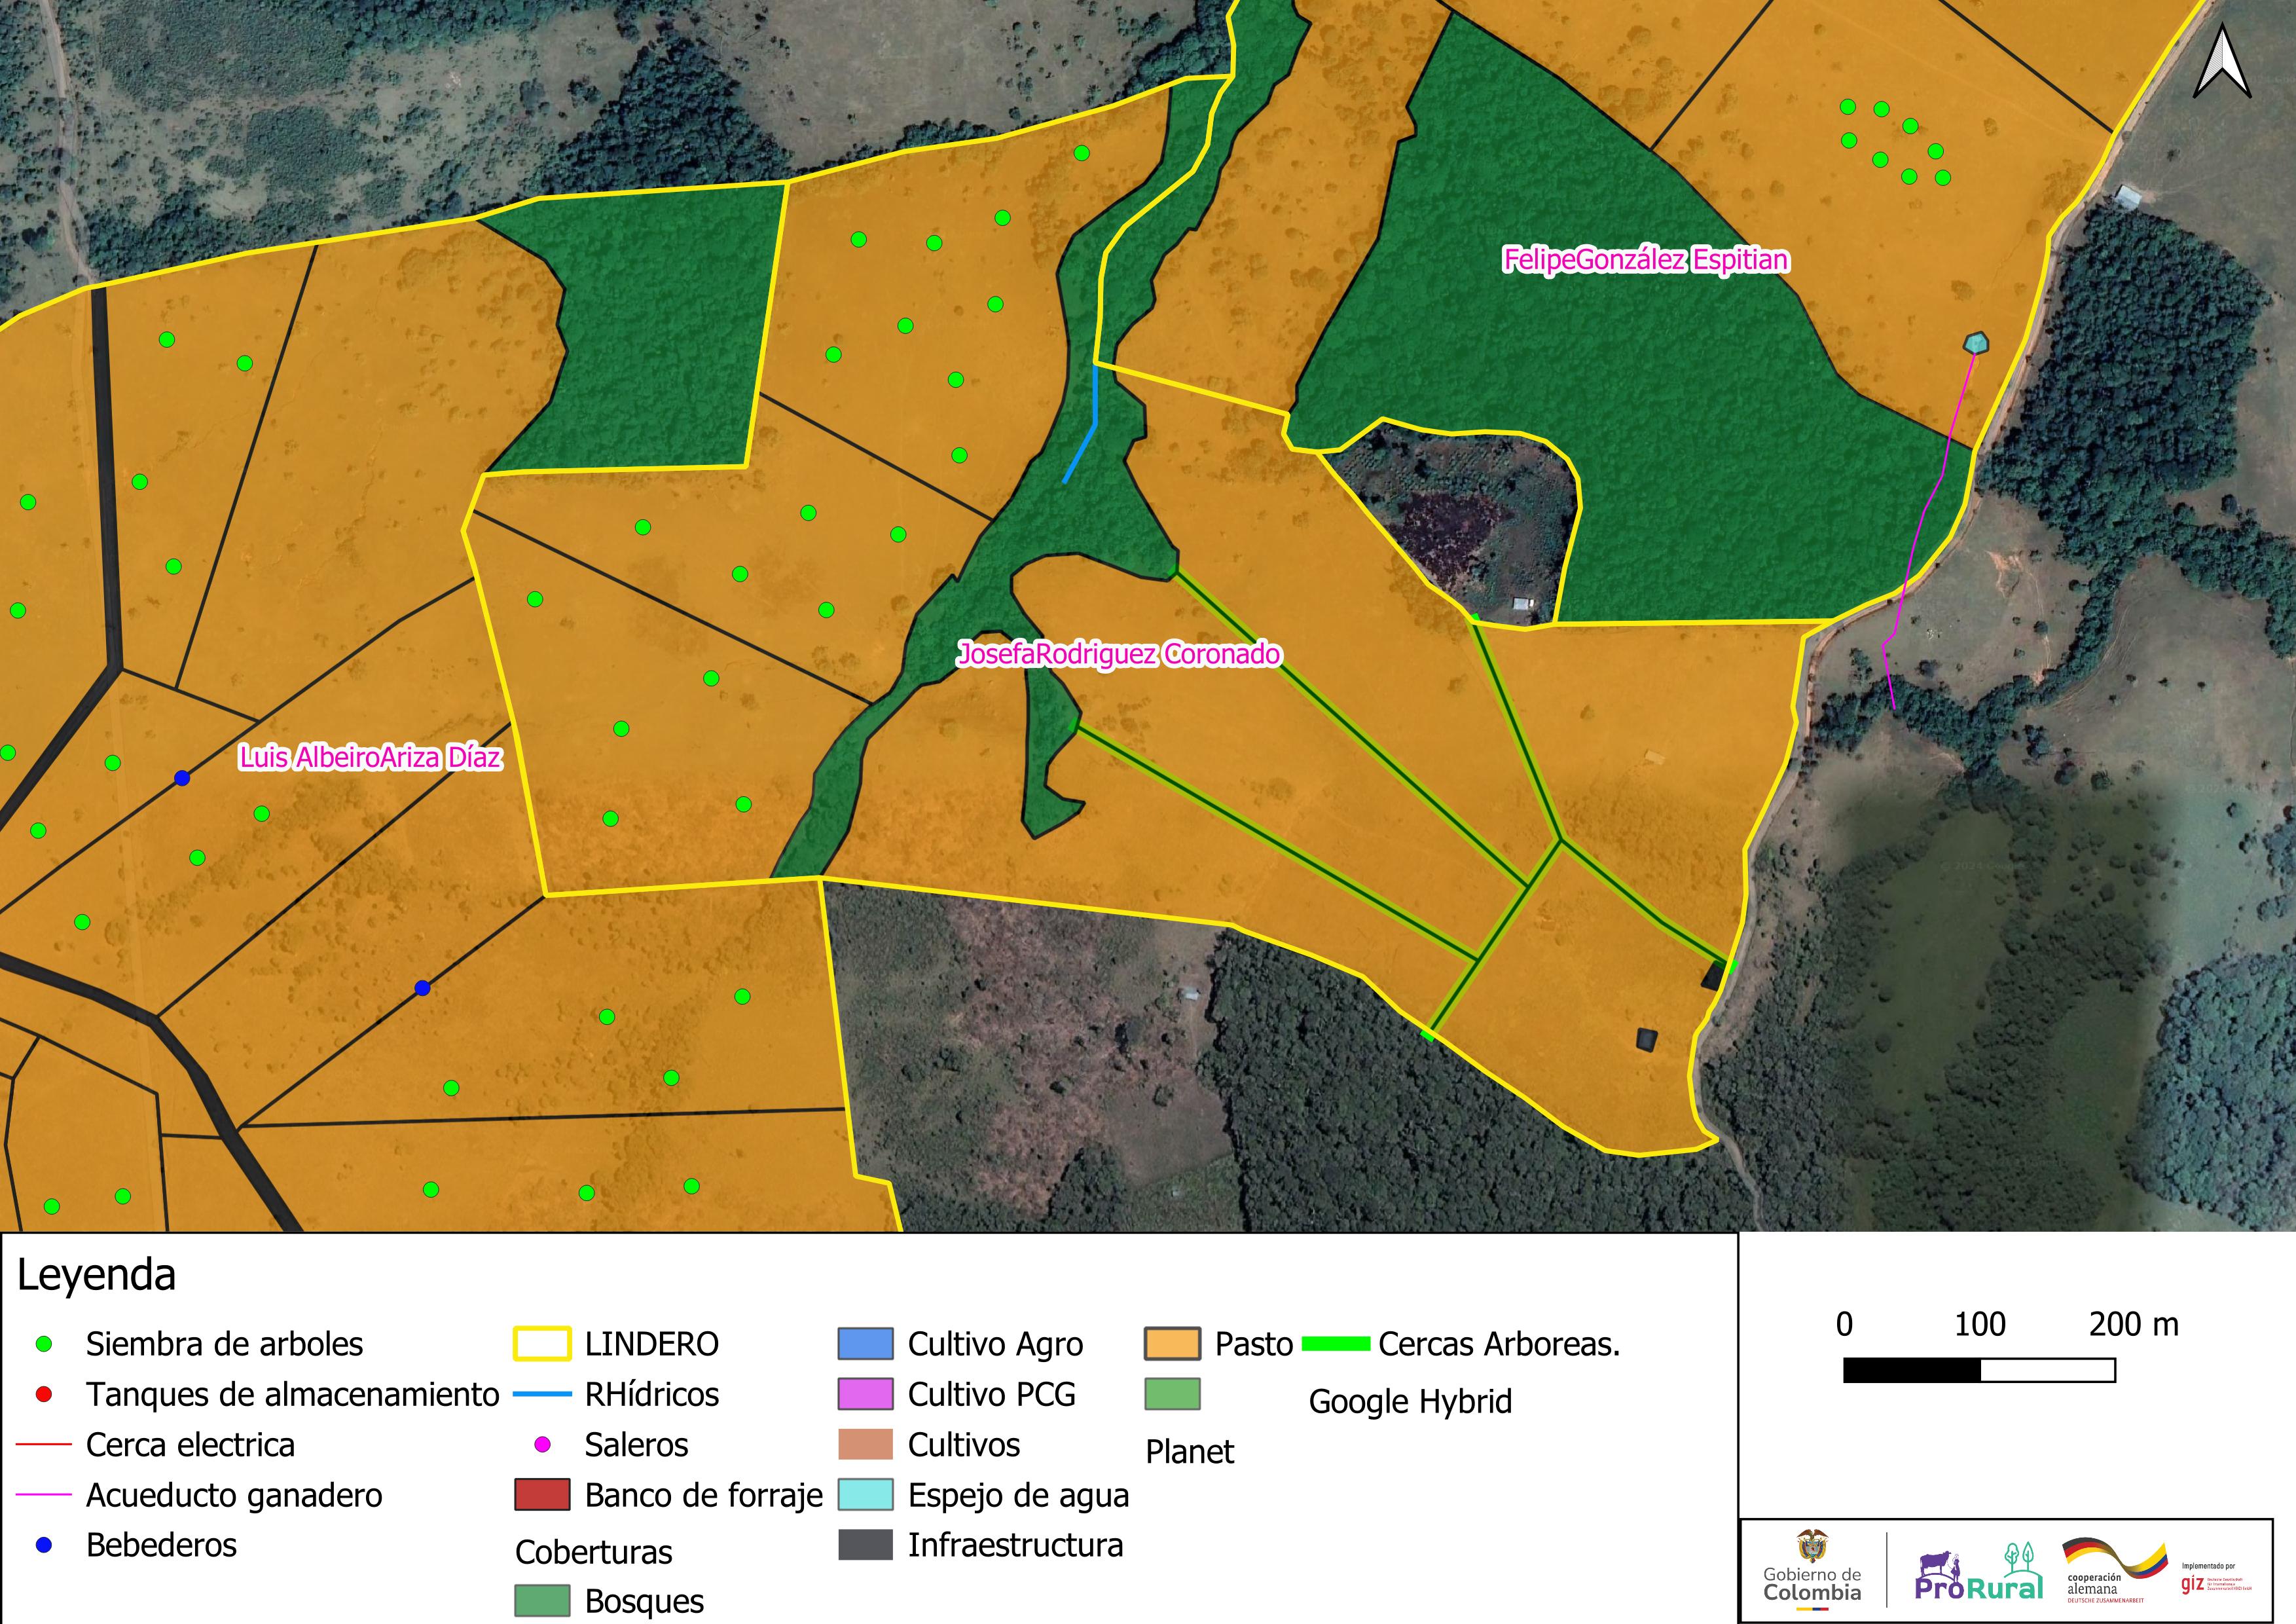 FelipeGonzález Espitian
JosefaRodriguez Coronado
Luis AlbeiroAriza Díaz
Leyenda
Siembra de arboles
Tanques de almacenamiento
Cerca electrica
Acueducto ganadero
Bebederos
LINDERO
RHídricos
Saleros
Banco de forraje
Coberturas
Bosques
Cultivo Agro
Cultivo PCG
Cultivos
Espejo de agua
Infraestructura
Pasto
Planet
Cercas Arboreas.
Google Hybrid
0 100 200 m
Gobierno de
Colombia
ProRural
cooperación
alemana
DEUTSCHE ZUSAMMENARBEIT
Implementado por
giz